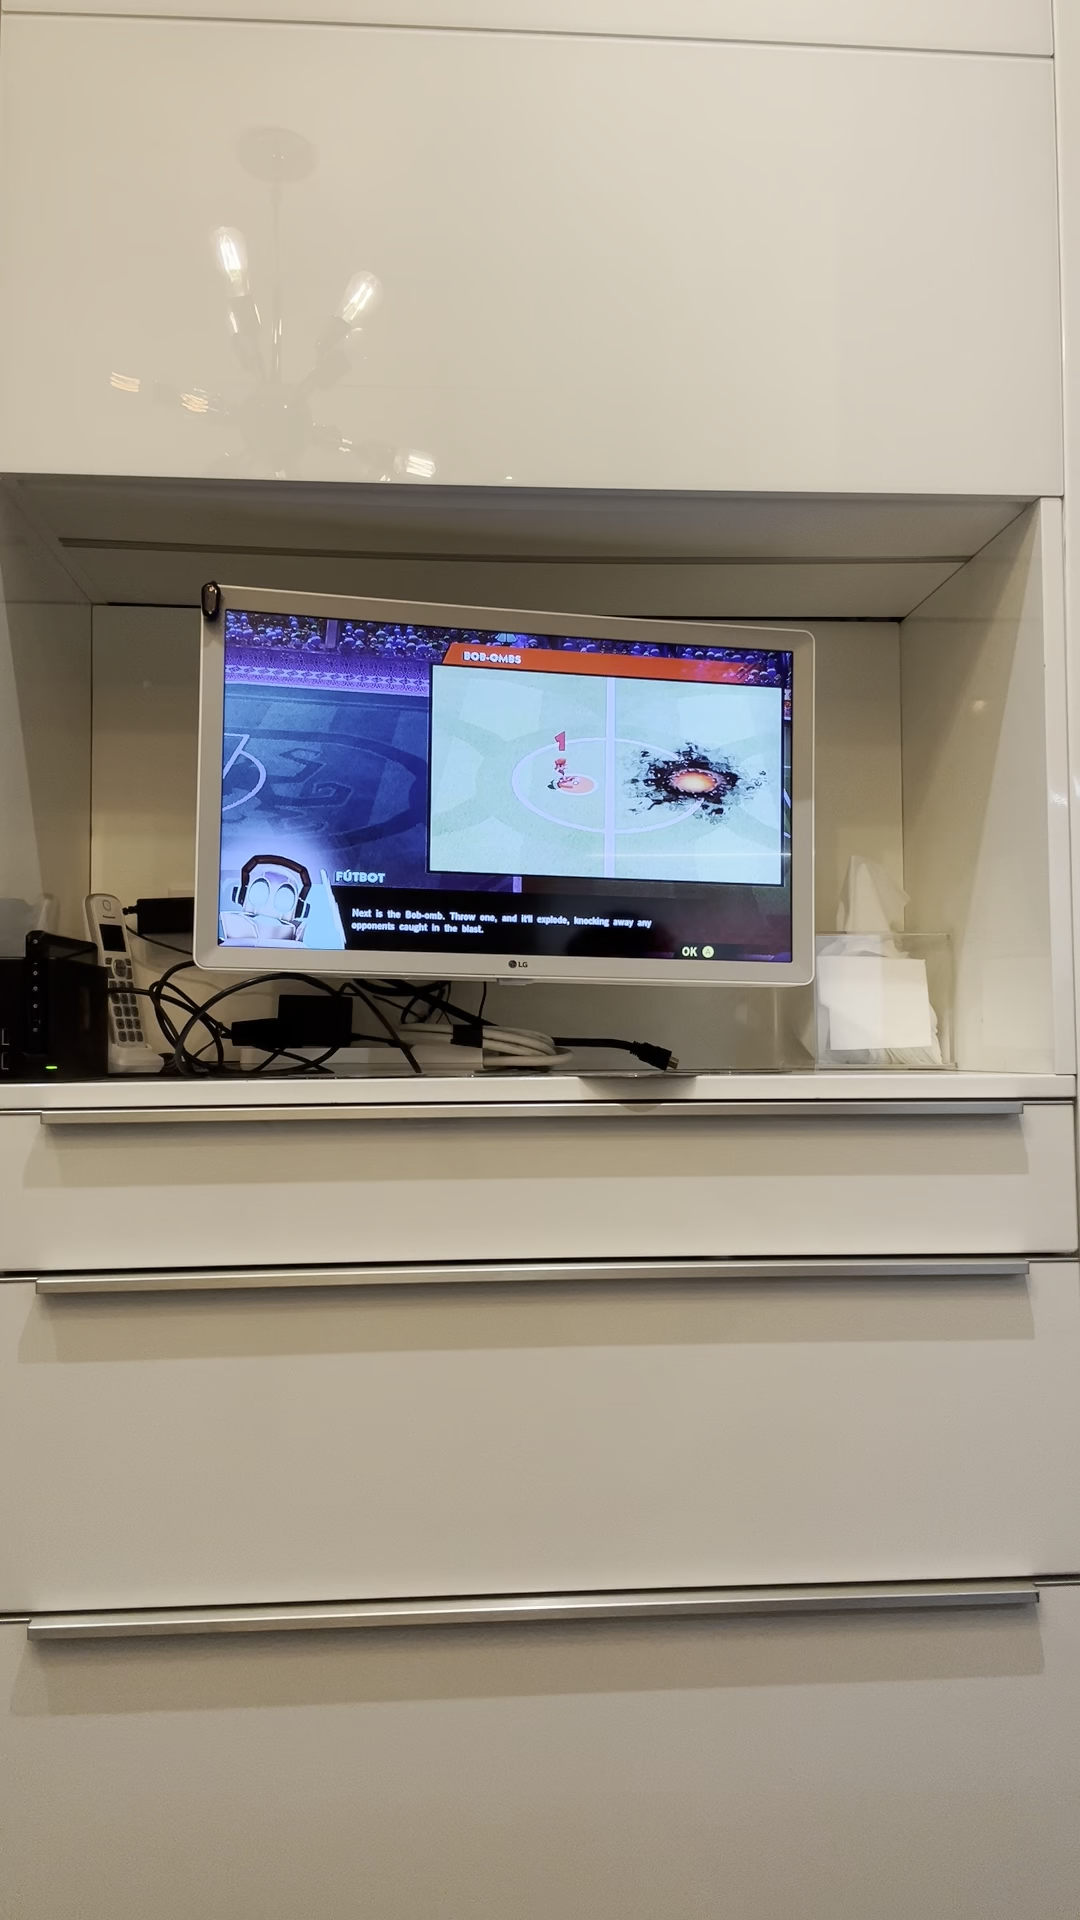 BOB-OMBS
1
FÚTBOT
Next is the Bob-omb. Throw one, and it'll explode, knocking away any
opponents caught in the blast.
OK A
LG